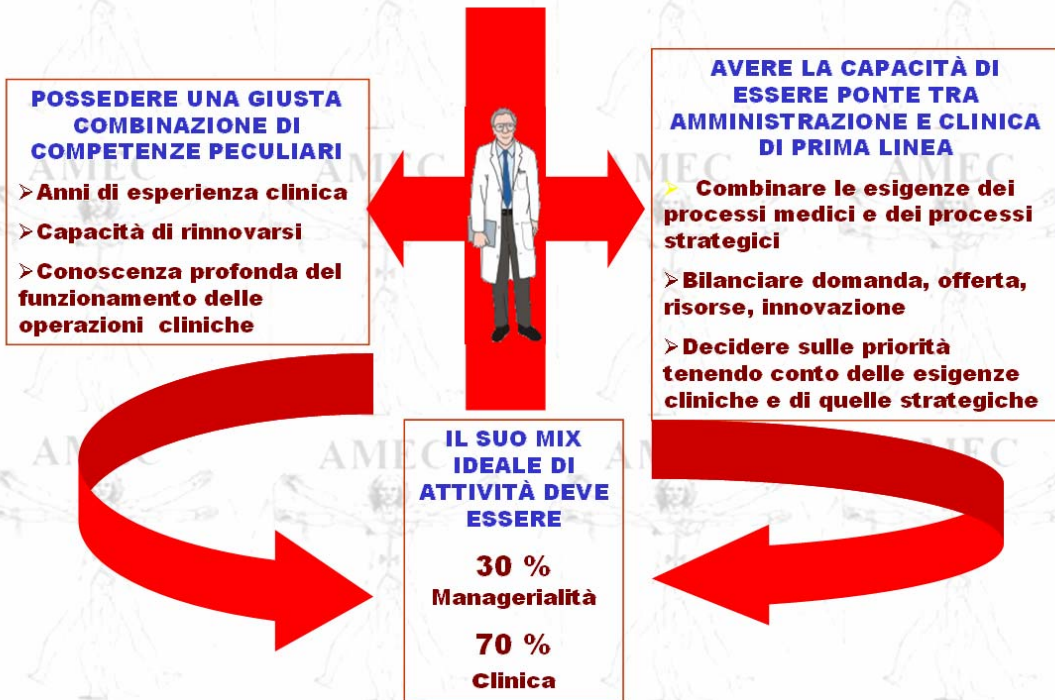 POSSEDERE UNA GIUSTA
COMBINAZIONE DI
COMPETENZE PECULIARI
➢Anni di esperienza clinica
➢Capacità di rinnovarsi
➢Conoscenza profonda del
funzionamento delle
operazioni cliniche
AVERE LA CAPACITÀ DI
ESSERE PONTE TRA
AMMINISTRAZIONE E CLINICA
DI PRIMA LINEA
➢ Combinare le esigenze dei
processi medici e dei processi
strategici
➢Bilanciare domanda, offerta,
risorse, innovazione
➢Decidere sulle priorità
tenendo conto delle esigenze
cliniche e di quelle strategiche
IL SUO MIX
IDEALE DI
ATTIVITÀ DEVE
ESSERE
30 %
Managerialità
70 %
Clinica
AMEC
AMEC
AMEC
AMEC